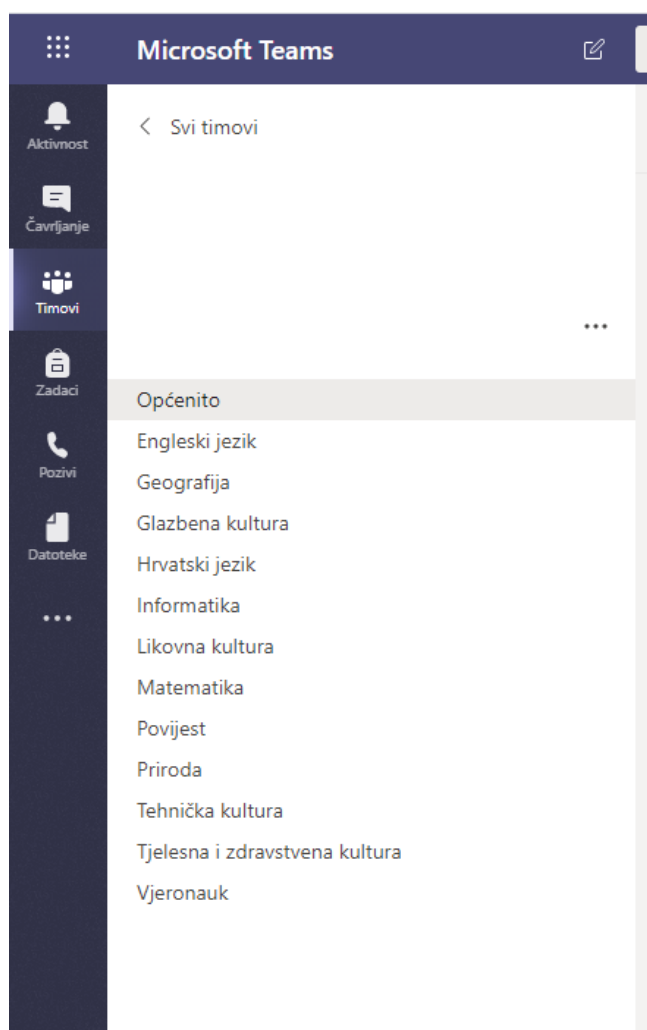 Microsoft Teams
Aktivnost
Čavrljanje
Timovi
Zadaci
Pozivi
Datoteke
Svi timovi
Općenito
Engleski jezik
Geografija
Glazbena kultura
Hrvatski jezik
Informatika
Likovna kultura
Matematika
Povijest
Priroda
Tehnička kultura
Tjelesna i zdravstvena kultura
Vjeronauk